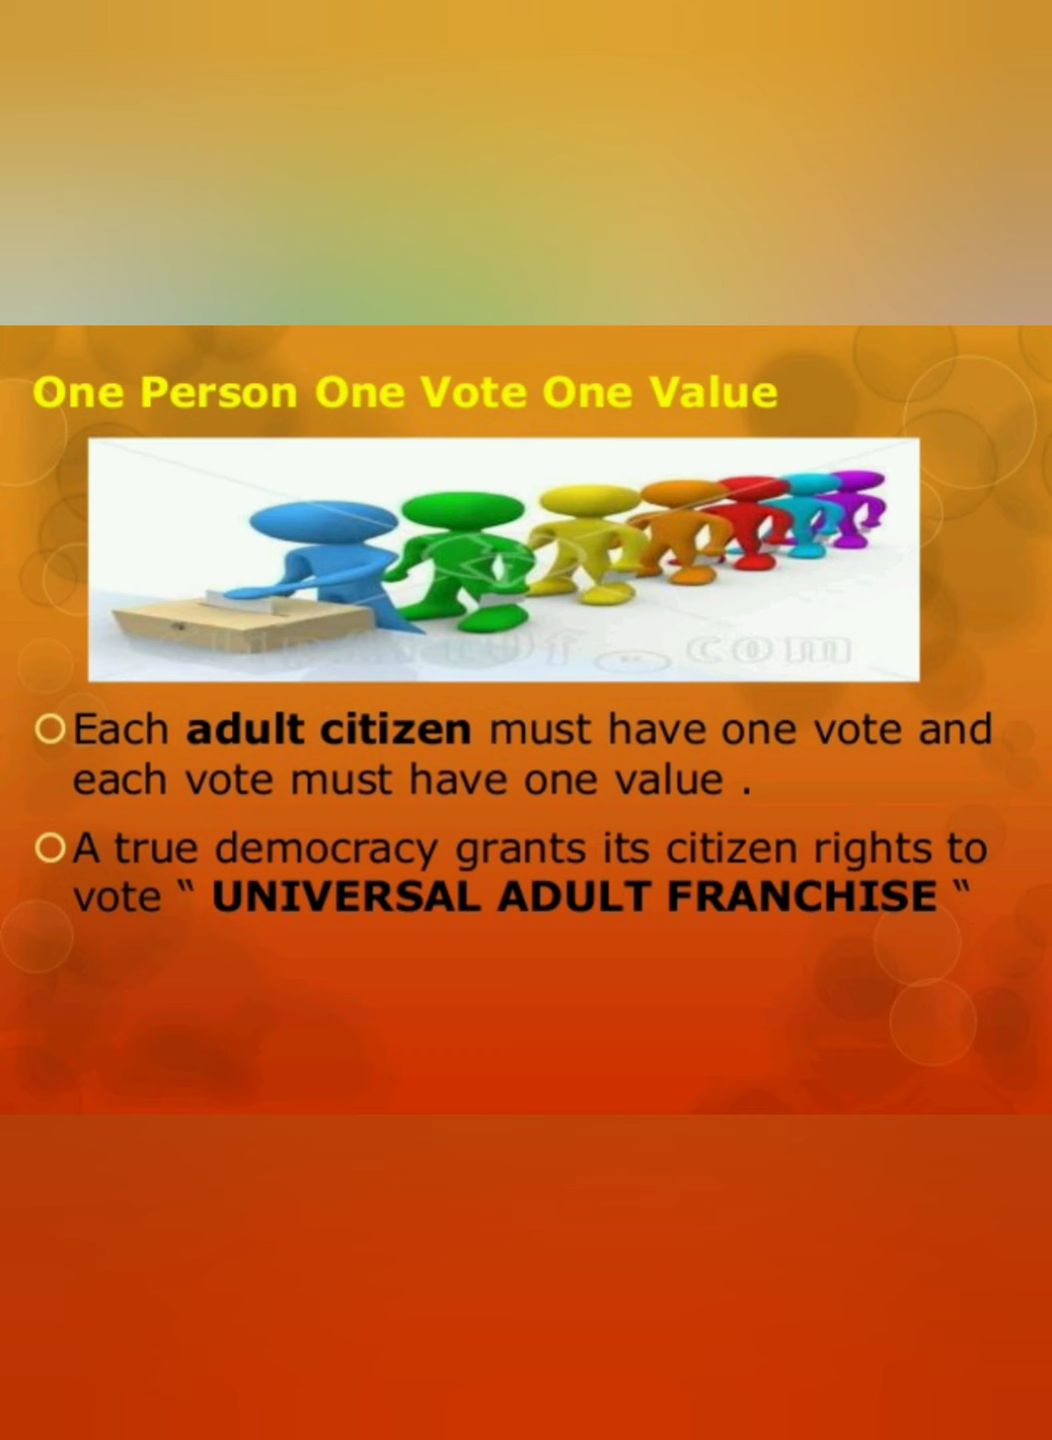 One Person One Vote One Value
Each adult citizen must have one vote and
each vote must have one value .
A true democracy grants its citizen rights to
vote “ UNIVERSAL ADULT FRANCHISE “